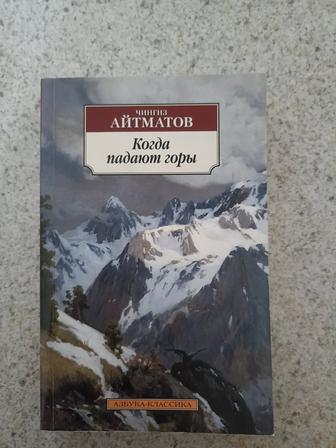 ЧИНГИЗ
АЙТМАТОВ
Когда
падают горы
АЗБУКА-КЛАССИКА